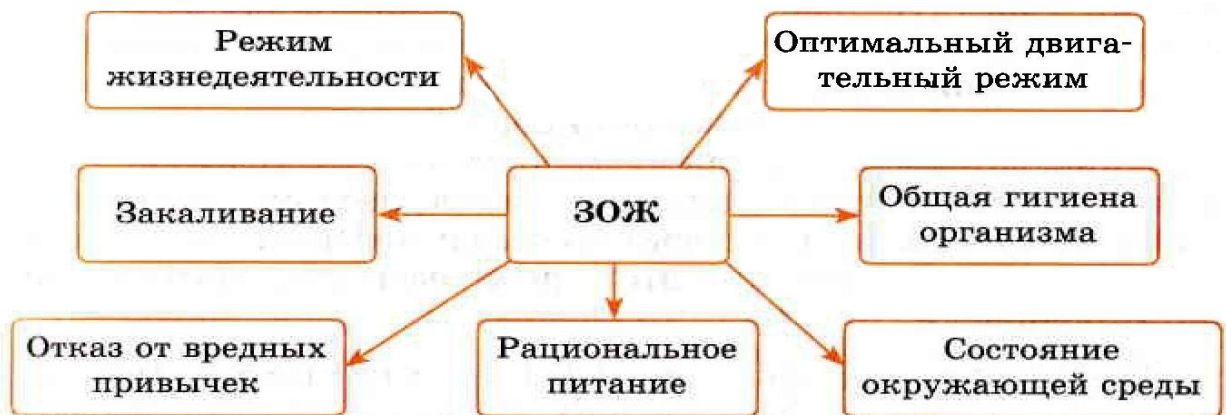 Режим
жизнедеятельности
Оптимальный двига-
тельный режим
Закаливание
ЗОЖ
Общая гигиена
организма
Отказ от вредных
привычек
Рациональное
питание
Состояние
окружающей среды